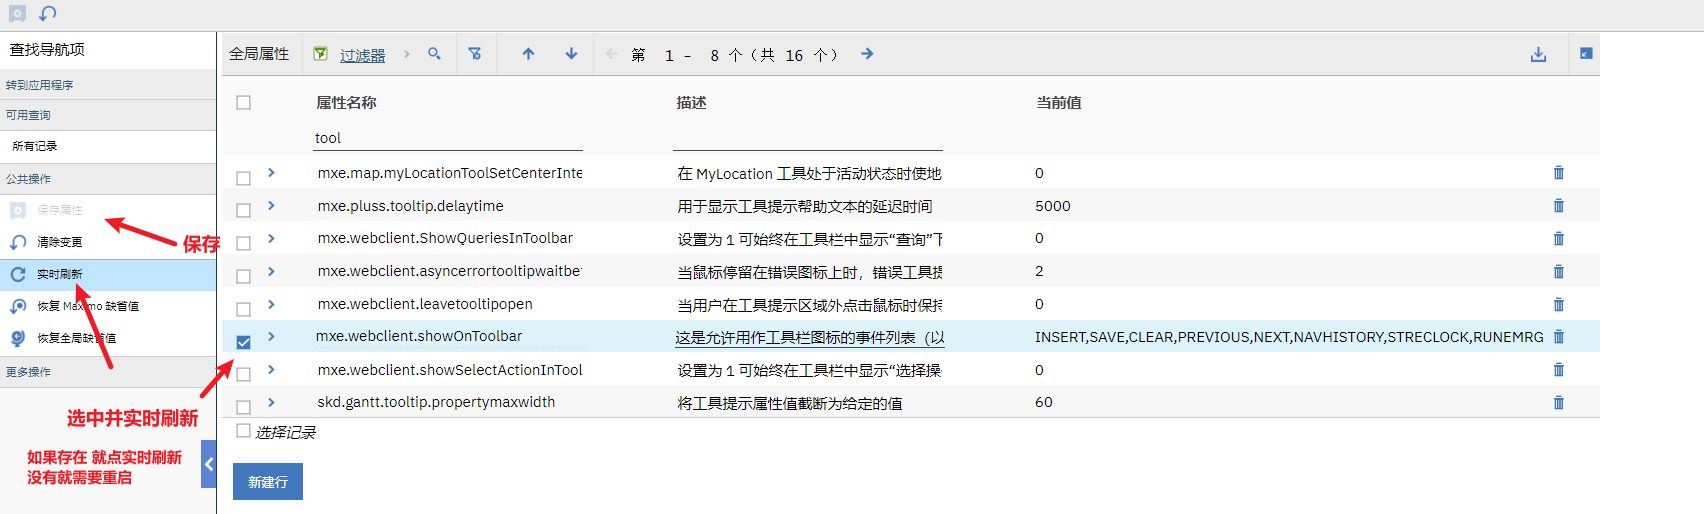 查找导航项
转到应用程序
可用查询
所有记录
公共操作
保存属性
清除变更
实时刷新
恢复 Maximo 缺省值
恢复全局缺省值
更多操作
保存
选中并实时刷新
如果存在 就点实时刷新
没有就需要重启
全局属性 过滤器 第 1 - 8 个（共 16 个）
属性名称 描述 当前值
tool
mxe.map.myLocationToolSetCenterInte 在 MyLocation 工具处于活动状态时使地 0
mxe.pluss.tooltip.delaytime 用于显示工具提示帮助文本的延迟时间 5000
mxe.webclient.ShowQueriesInToolbar 设置为 1 可始终在工具栏中显示“查询”下 0
mxe.webclient.asyncerrortooltipwaitbef 当鼠标停留在错误图标上时，错误工具提 2
mxe.webclient.leavetooltipopen 当用户在工具提示区域外点击鼠标时保持 0
mxe.webclient.showOnToolbar 这是允许用作工具栏图标的事件列表（以 INSERT,SAVE,CLEAR,PREVIOUS,NEXT,NAVHISTORY,STRECLOCK,RUNEMRG
mxe.webclient.showSelectActionInTool 设置为 1 可始终在工具栏中显示“选择操 0
skd.gantt.tooltip.propertymaxwidth 将工具提示属性值截断为给定的值 60
选择记录
新建行